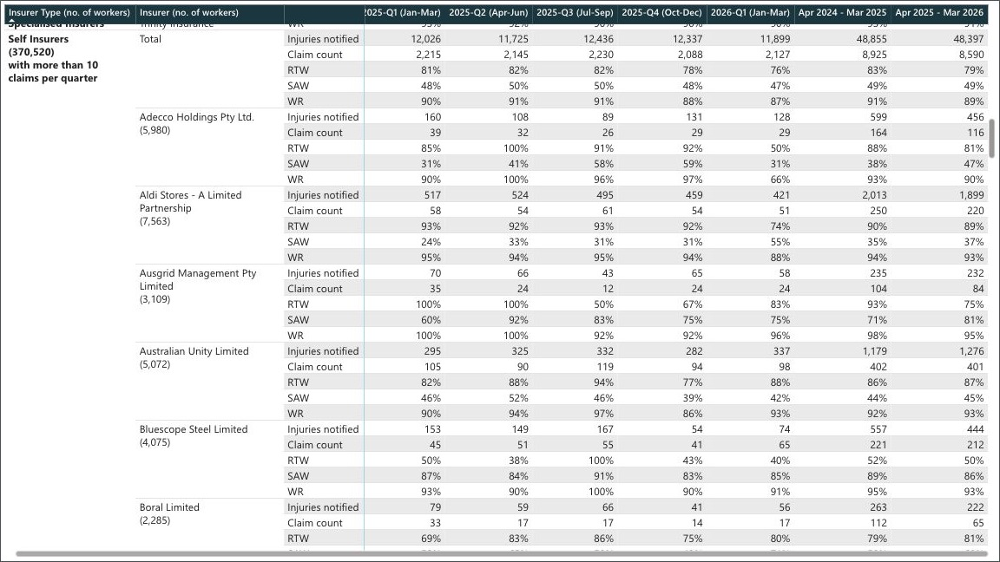 Insurer Type (no. of workers) Insurer (no. of workers) 2025-Q1 (Jan-Mar) 2025-Q2 (Apr-Jun) 2025-Q3 (Jul-Sep) 2025-Q4 (Oct-Dec) 2026-Q1 (Jan-Mar) Apr 2024 - Mar 2025 Apr 2025 - Mar 2026
Specialised Insurers Trinity Insurance WR
Self Insurers Total Injuries notified 12,026 11,725 12,436 12,337 11,899 48,855 48,397
(370,520) Claim count 2,215 2,145 2,230 2,088 2,127 8,925 8,590
with more than 10 RTW 81% 82% 82% 78% 76% 83% 79%
claims per quarter SAW 48% 50% 50% 48% 47% 49% 49%
WR 90% 91% 91% 88% 87% 91% 89%
Adecco Holdings Pty Ltd. Injuries notified 160 108 89 131 128 599 456
(5,980) Claim count 39 32 26 29 29 164 116
RTW 85% 100% 91% 92% 50% 88% 81%
SAW 31% 41% 58% 59% 31% 38% 47%
WR 90% 100% 96% 97% 66% 93% 90%
Aldi Stores - A Limited Injuries notified 517 524 495 459 421 2,013 1,899
Partnership Claim count 58 54 61 54 51 250 220
(7,563) RTW 93% 92% 93% 92% 74% 90% 89%
SAW 24% 33% 31% 31% 55% 35% 37%
WR 95% 94% 95% 94% 88% 94% 93%
Ausgrid Management Pty Injuries notified 70 66 43 65 58 235 232
Limited Claim count 35 24 12 24 24 104 84
(3,109) RTW 100% 100% 50% 67% 83% 93% 75%
SAW 60% 92% 83% 75% 75% 71% 81%
WR 100% 100% 92% 92% 96% 98% 95%
Australian Unity Limited Injuries notified 295 325 332 282 337 1,179 1,276
(5,072) Claim count 105 90 119 94 98 402 401
RTW 82% 88% 94% 77% 88% 86% 87%
SAW 46% 52% 46% 39% 42% 44% 45%
WR 90% 94% 97% 86% 93% 92% 93%
Bluescope Steel Limited Injuries notified 153 149 167 54 74 557 444
(4,075) Claim count 45 51 55 41 65 221 212
RTW 50% 38% 100% 43% 40% 52% 50%
SAW 87% 84% 91% 83% 85% 89% 86%
WR 93% 90% 100% 90% 91% 95% 93%
Boral Limited Injuries notified 79 59 66 41 56 263 222
(2,285) Claim count 33 17 17 14 17 112 65
RTW 69% 83% 86% 75% 80% 79% 81%